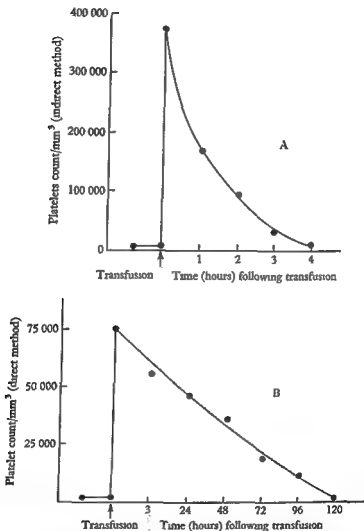 400 000
300 000
200 000
100 000
0
Platelets count/mm³ (indirect method)
A
1 2 3 4
Transfusion Time (hours) following transfusion
75 000
50 000
25 000
Platelet count/mm³ (direct method)
B
3 24 48 72 96 120
Transfusion Time (hours) following transfusion